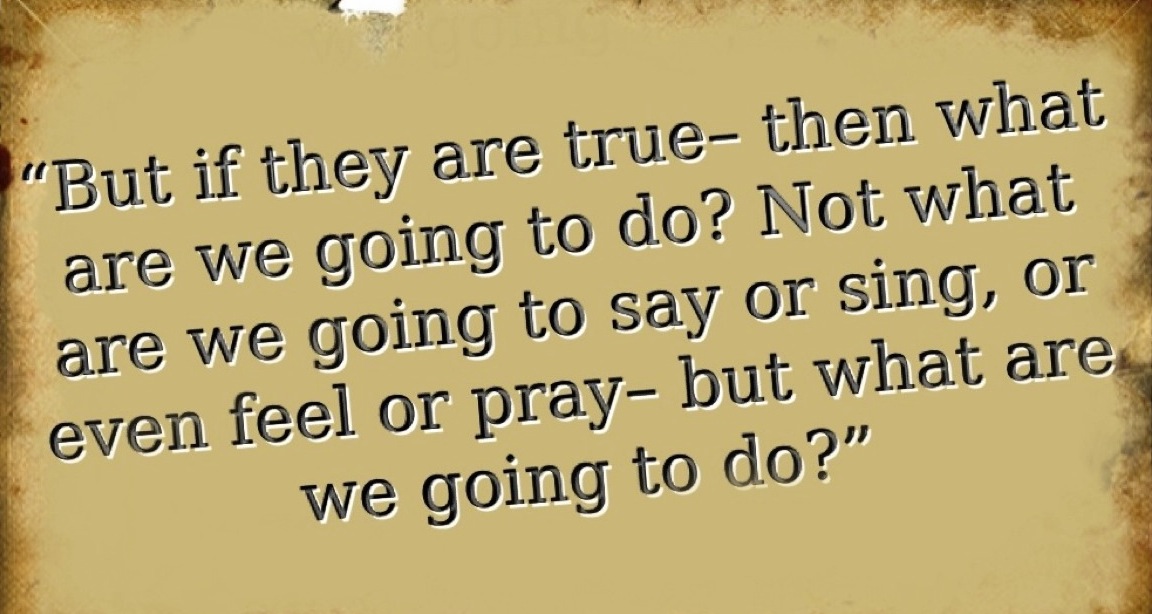 “But if they are true– then what
are we going to do? Not what
are we going to say or sing, or
even feel or pray– but what are
we going to do?”